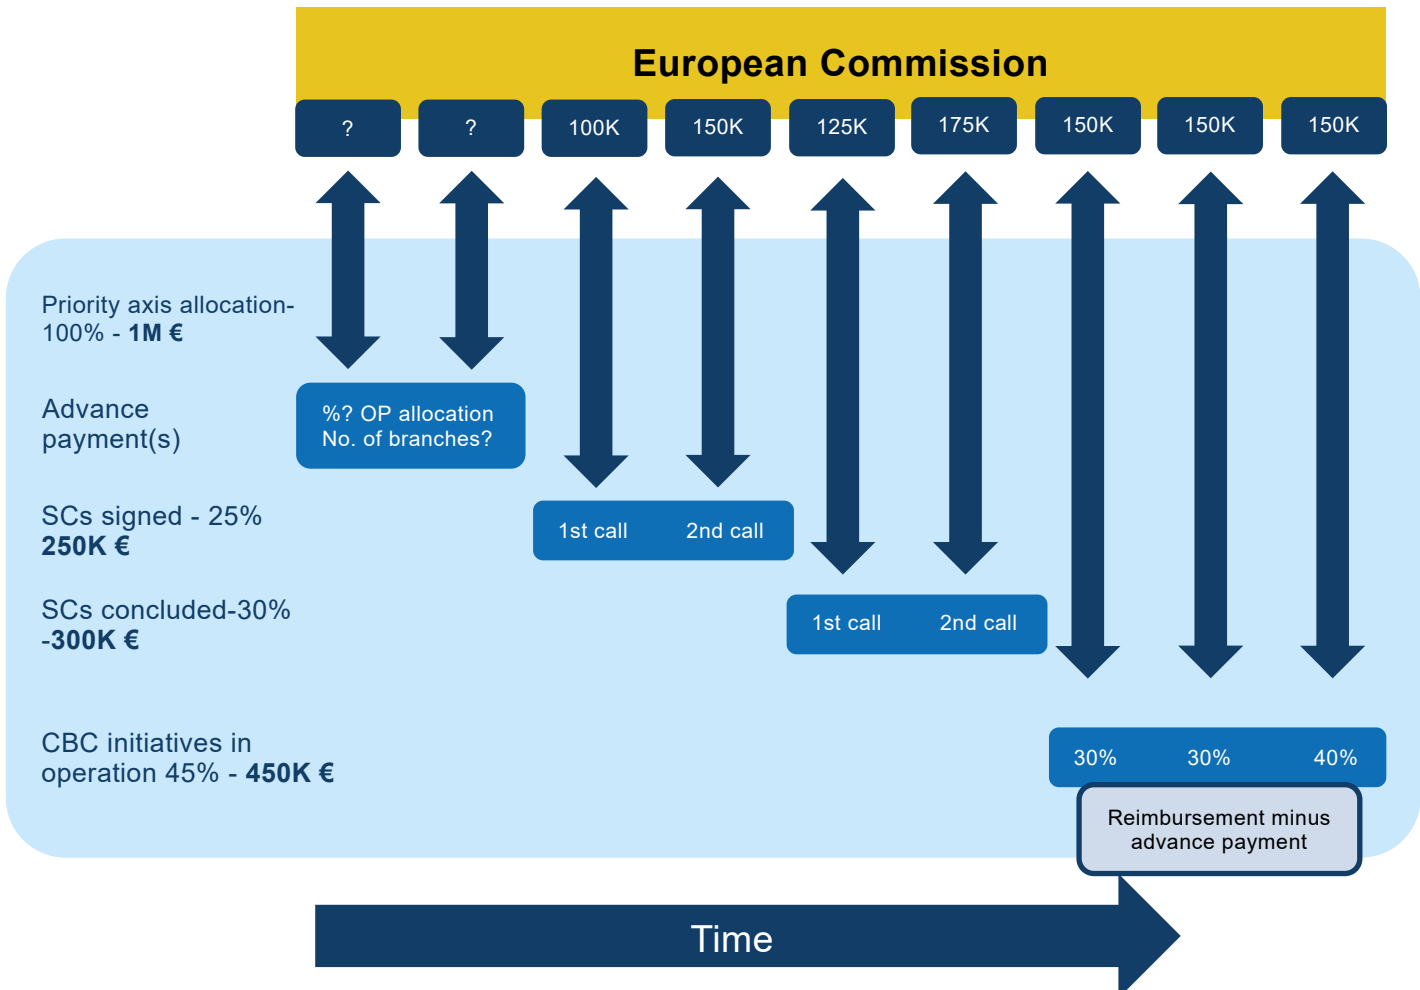 European Commission
? ? 100K 150K 125K 175K 150K 150K 150K
Priority axis allocation-
100% - 1M €
Advance
payment(s)
%? OP allocation
No. of branches?
SCs signed - 25%
250K €
1st call 2nd call
SCs concluded-30%
-300K €
1st call 2nd call
CBC initiatives in
operation 45% - 450K €
30% 30% 40%
Reimbursement minus
advance payment
Time